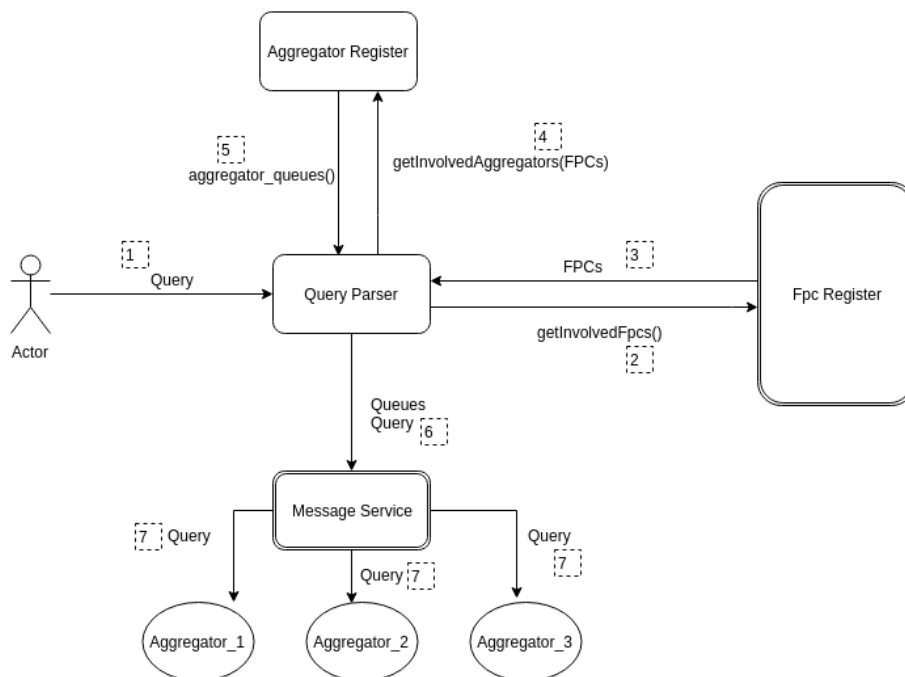 Aggregator Register
5
aggregator_queues()
4
getInvolvedAggregators(FPCs)
1
Query
Actor
Query Parser
3
FPCs
getInvolvedFpcs()
2
Fpc Register
Queues
Query
6
Message Service
7
Query
Query
7
Query
7
Aggregator_1
Aggregator_2
Aggregator_3